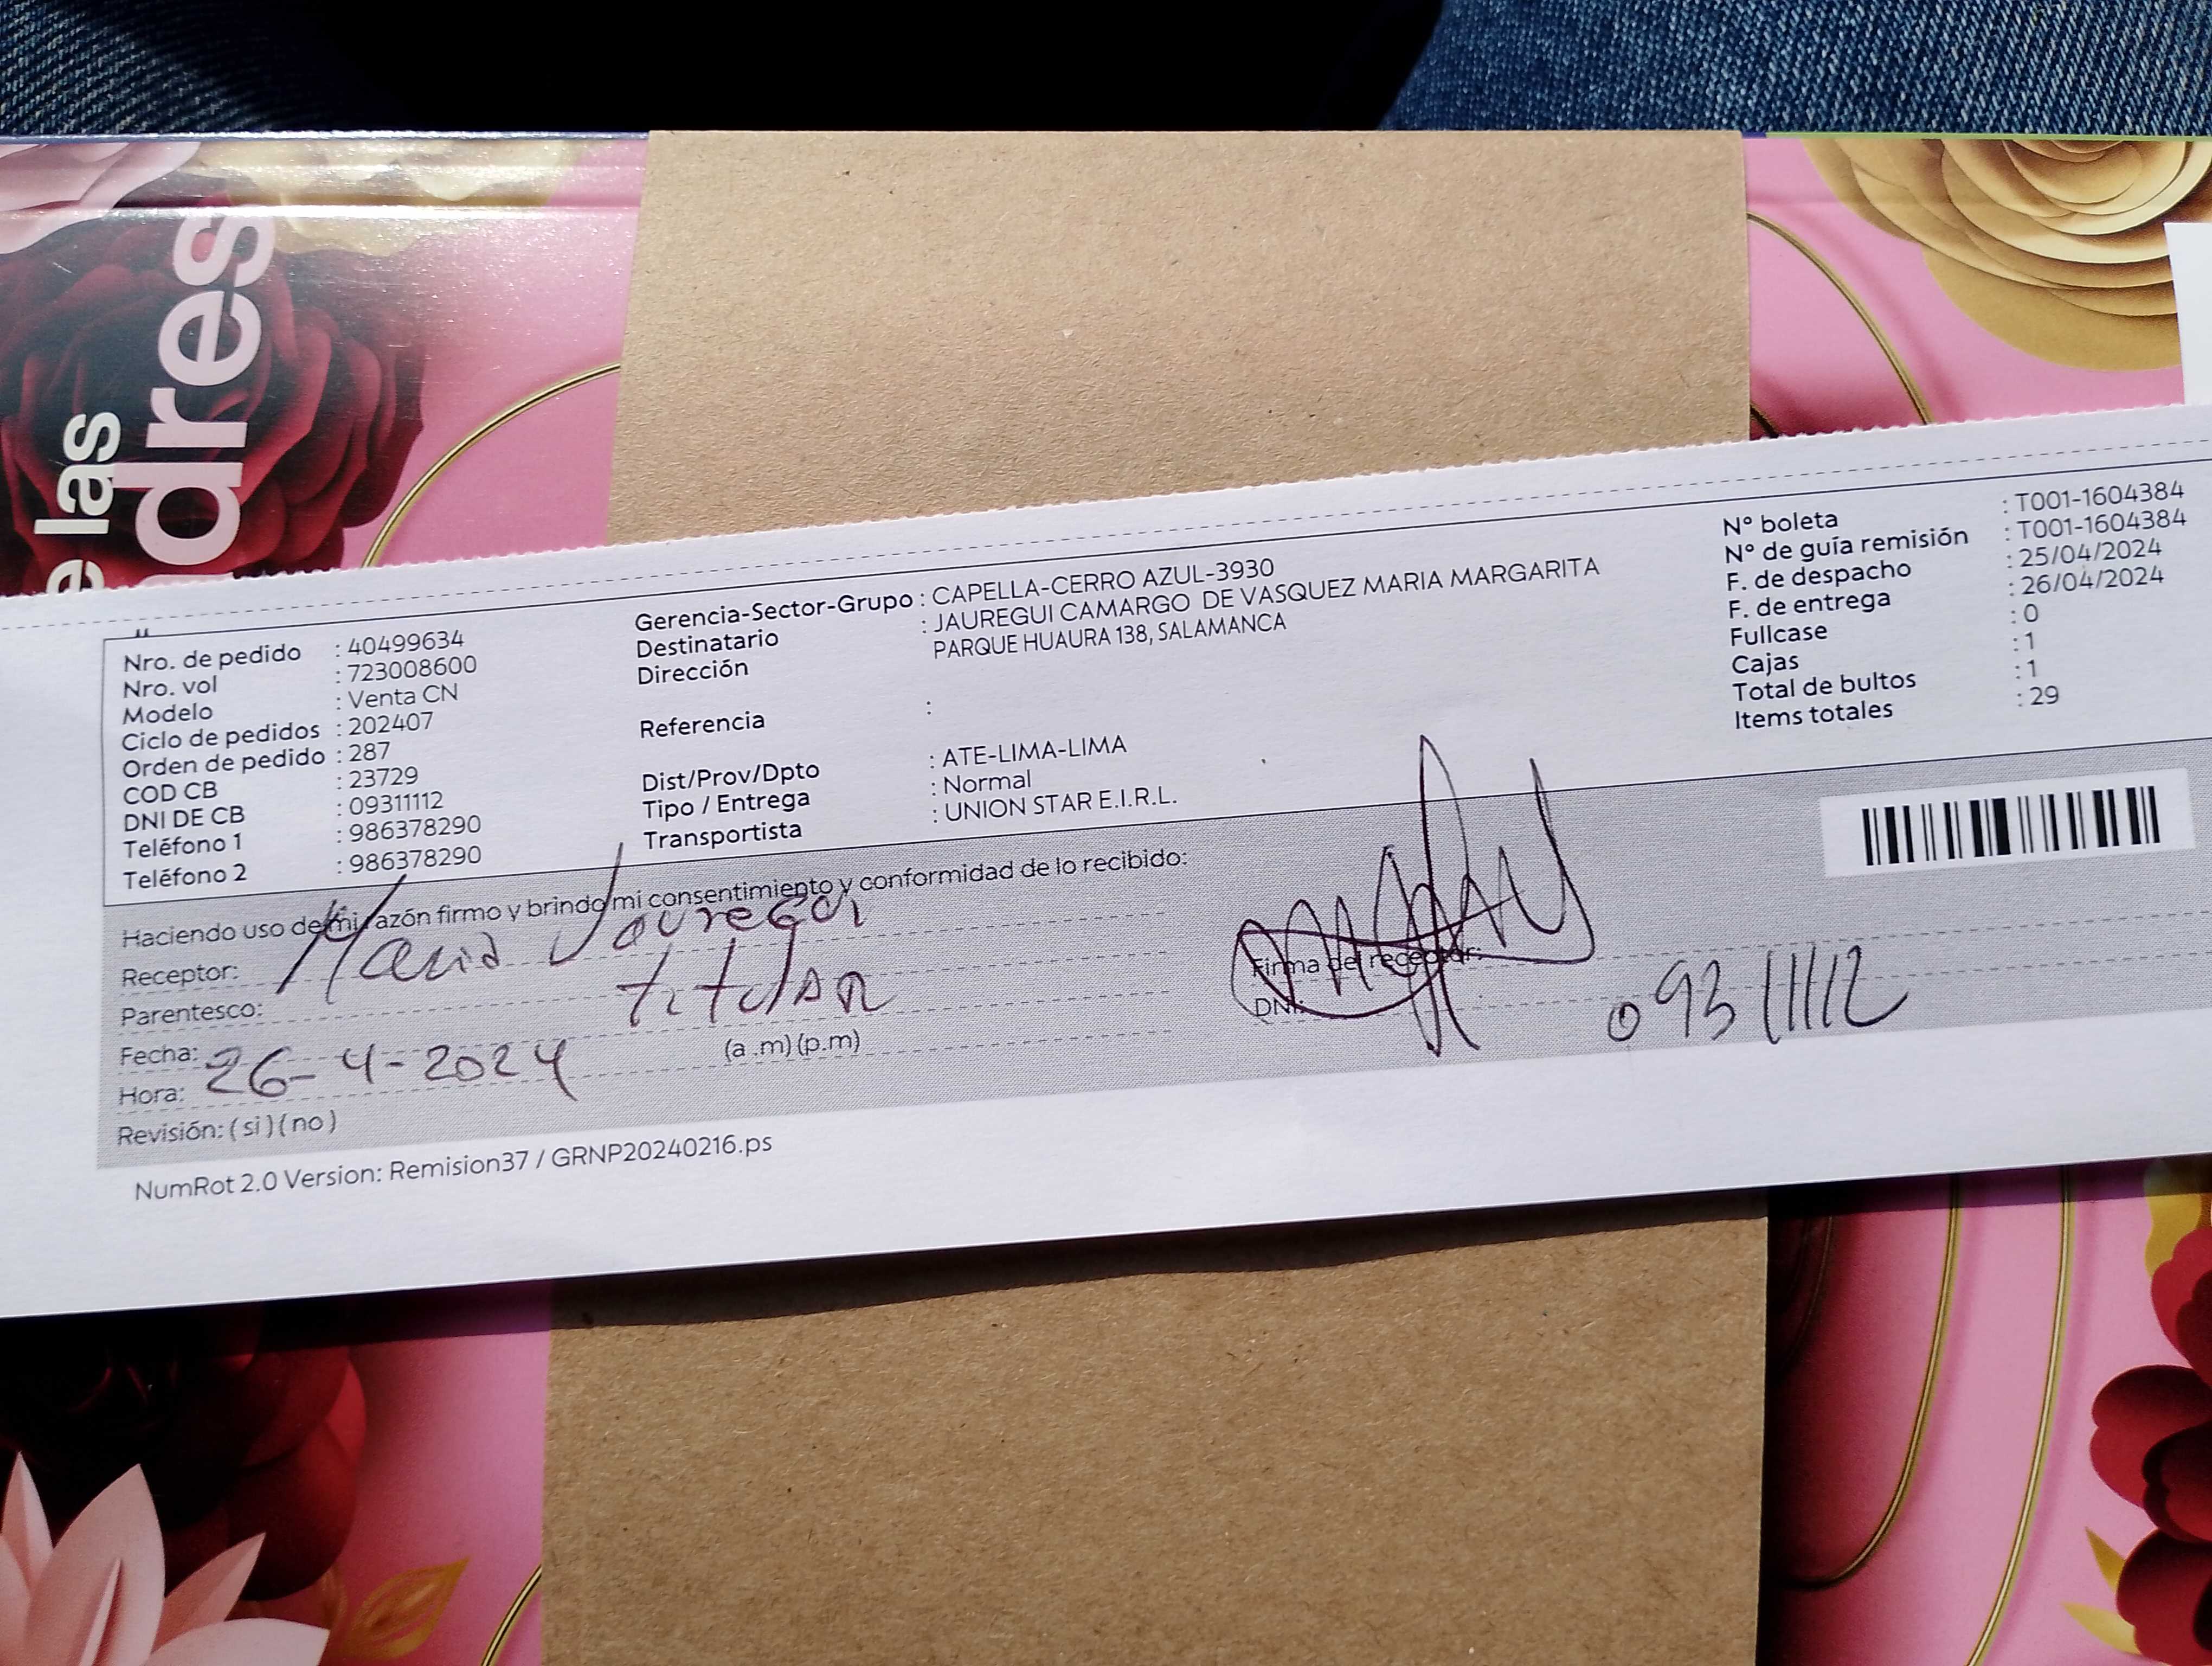 e las
dres
Nro. de pedido : 40499634
Nro. vol : 723008600
Modelo : Venta CN
Ciclo de pedidos : 202407
Orden de pedido : 287
COD CB : 23729
DNI DE CB : 09311112
Teléfono 1 : 986378290
Teléfono 2 : 986378290
Gerencia-Sector-Grupo : CAPELLA-CERRO AZUL-3930
Destinatario : JAUREGUI CAMARGO DE VASQUEZ MARIA MARGARITA
Dirección PARQUE HUAURA 138, SALAMANCA
Referencia :
Dist/Prov/Dpto : ATE-LIMA-LIMA
Tipo / Entrega : Normal
Transportista : UNION STAR E.I.R.L.
N° boleta : T001-1604384
N° de guía remisión : T001-1604384
F. de despacho : 25/04/2024
F. de entrega : 26/04/2024
Fullcase : 0
Cajas : 1
Total de bultos : 1
Items totales : 29
Haciendo uso de mi razón firmo y brindo mi consentimiento y conformidad de lo recibido:
Receptor: Maria Jauregui
Parentesco: titular
Fecha: 26-4-2024
Hora: (a .m) (p.m)
Revisión: ( si ) ( no )
Firma del receptor:
DNI: 09311112
NumRot 2.0 Version: Remision37 / GRNP20240216.ps